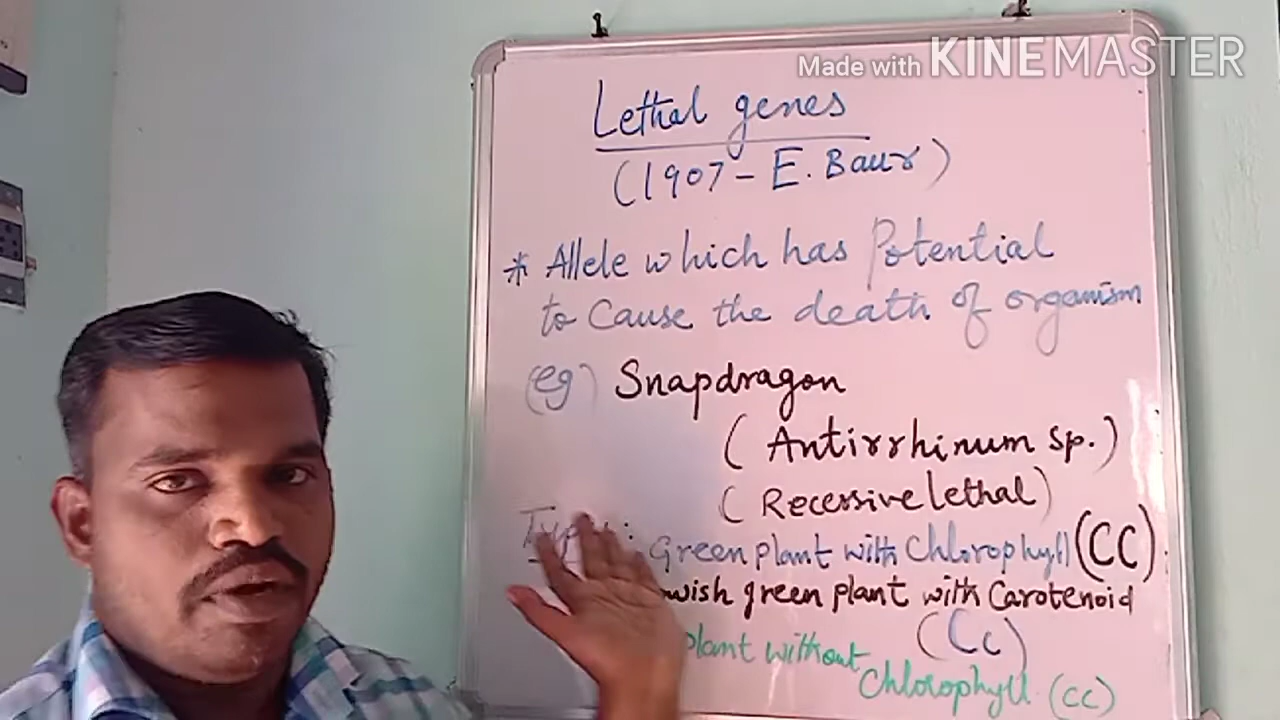 Made with KINEMASTER
Lethal genes
(1907 - E. Baur)
* Allele which has Potential
to Cause the death of organism
(eg) Snapdragon
(Antirrhinum sp.)
(Recessive lethal)
Green plant with Chlorophyll (CC).
wish green plant with Carotenoid
(Cc)
plant without
Chlorophyll. (cc)